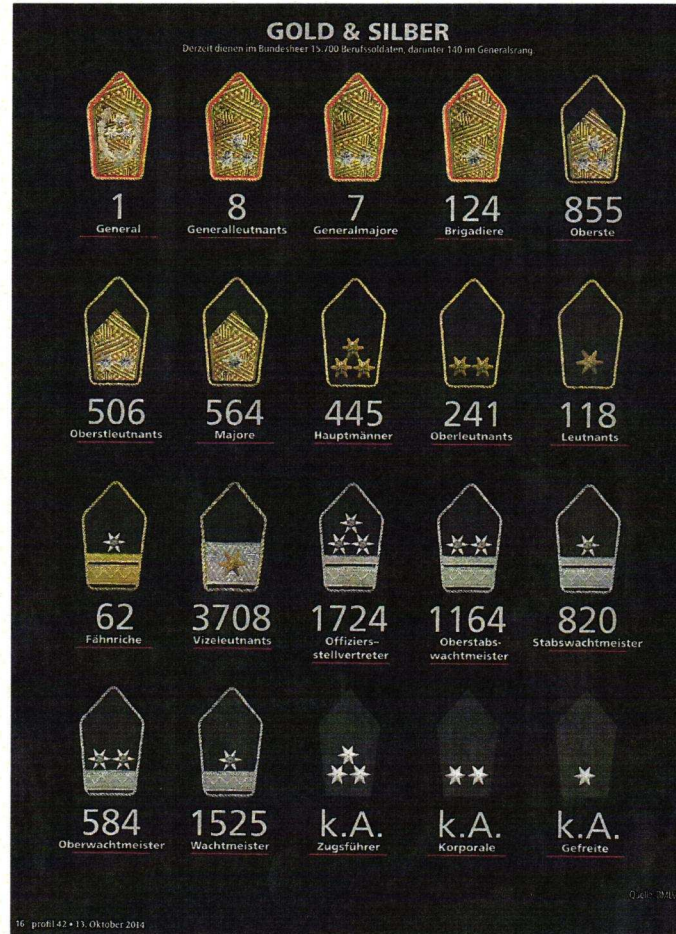 GOLD & SILBER
Derzeit dienen im Bundesheer 15.700 Berufssoldaten, darunter 140 im Generalsrang.
1
General
8
Generalleutnants
7
Generalmajore
124
Brigadiere
855
Oberste
506
Oberstleutnants
564
Majore
445
Hauptmänner
241
Oberleutnants
118
Leutnants
62
Fähnriche
3708
Vizeleutnants
1724
Offiziers-
stellvertreter
1164
Oberstabs-
wachtmeister
820
Stabswachtmeister
584
Oberwachtmeister
1525
Wachtmeister
k.A.
Zugsführer
k.A.
Korporale
k.A.
Gefreite
Quelle: BMLV
16 profil 42 • 13. Oktober 2014